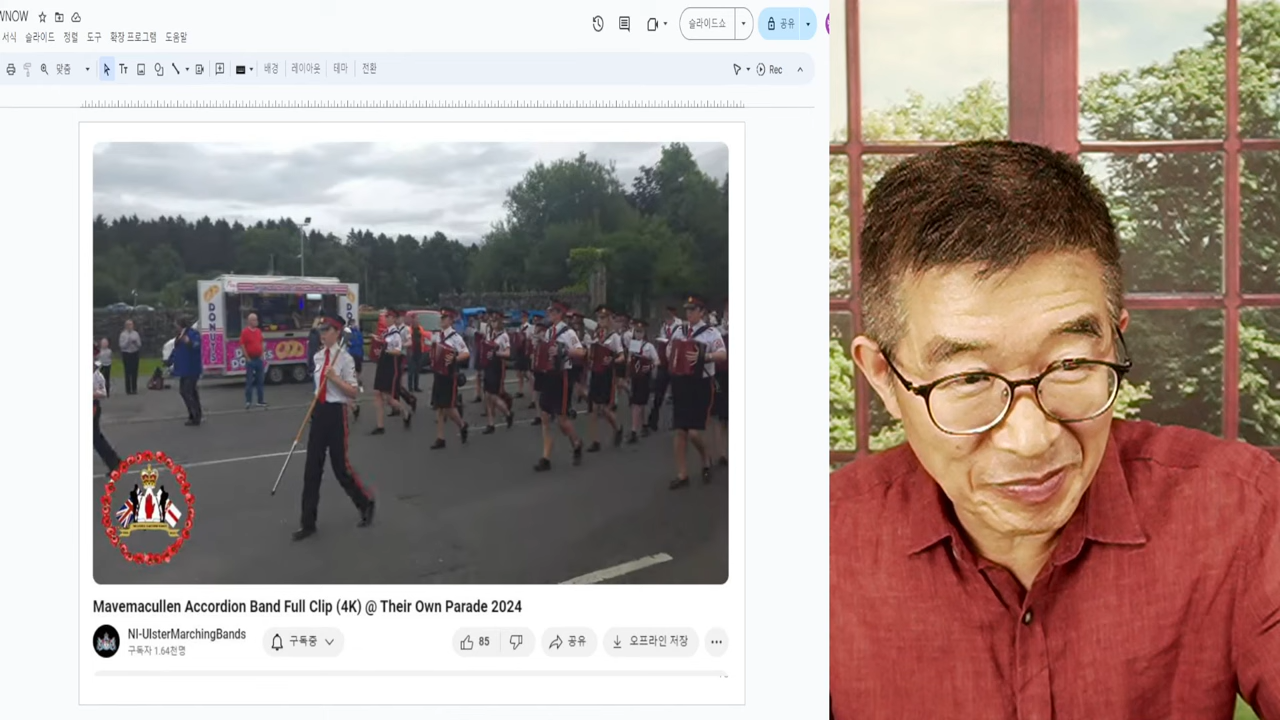 WNOW
서식 슬라이드 정렬 도구 확장 프로그램 도움말
슬라이드쇼
공유
맞춤
Tт
배경 레이아웃 테마 전환
Rec
DONUTS
Mavemacullen Accordion Band Full Clip (4K) @ Their Own Parade 2024
NI-UlsterMarchingBands
구독자 1.64천명
구독중
85
공유
오프라인 저장